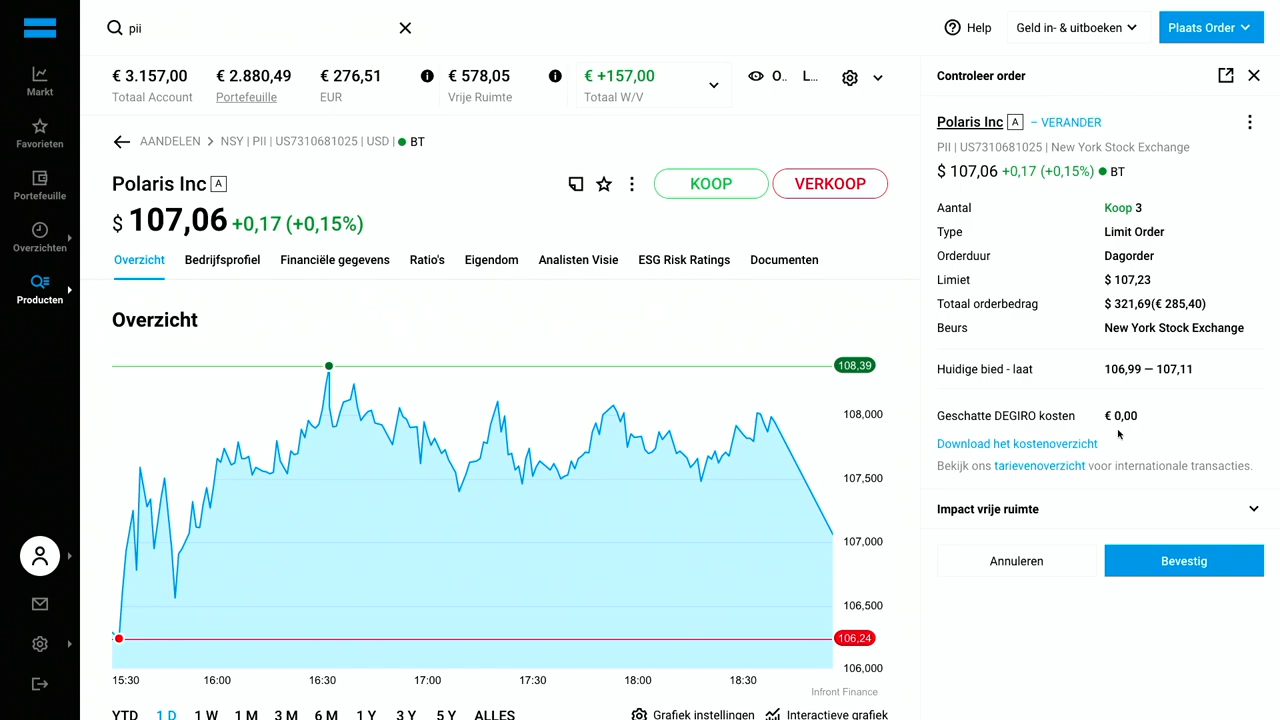 pii
Help
Geld in- & uitboeken
Plaats Order
Markt
Favorieten
Portefeuille
Overzichten
Producten
€ 3.157,00
Totaal Account
€ 2.880,49
Portefeuille
€ 276,51
EUR
€ 578,05
Vrije Ruimte
€ +157,00
Totaal W/V
O..
L...
AANDELEN > NSY | PII | US7310681025 | USD | BT
Polaris Inc A
KOOP
VERKOOP
$ 107,06 +0,17 (+0,15%)
Overzicht
Bedrijfsprofiel
Financiële gegevens
Ratio's
Eigendom
Analisten Visie
ESG Risk Ratings
Documenten
Overzicht
108,39
108,000
107,500
107,000
106,500
106,24
106,000
15:30
16:00
16:30
17:00
17:30
18:00
18:30
Infront Finance
YTD
1 D
1 W
1 M
3 M
6 M
1 Y
3 Y
5 Y
ALLES
Grafiek instellingen
Interactieve grafiek
Controleer order
Polaris Inc A – VERANDER
PII | US7310681025 | New York Stock Exchange
$ 107,06 +0,17 (+0,15%) BT
Aantal Koop 3
Type Limit Order
Orderduur Dagorder
Limiet $ 107,23
Totaal orderbedrag $ 321,69(€ 285,40)
Beurs New York Stock Exchange
Huidige bied - laat 106,99 — 107,11
Geschatte DEGIRO kosten € 0,00
Download het kostenoverzicht
Bekijk ons tarievenoverzicht voor internationale transacties.
Impact vrije ruimte
Annuleren
Bevestig